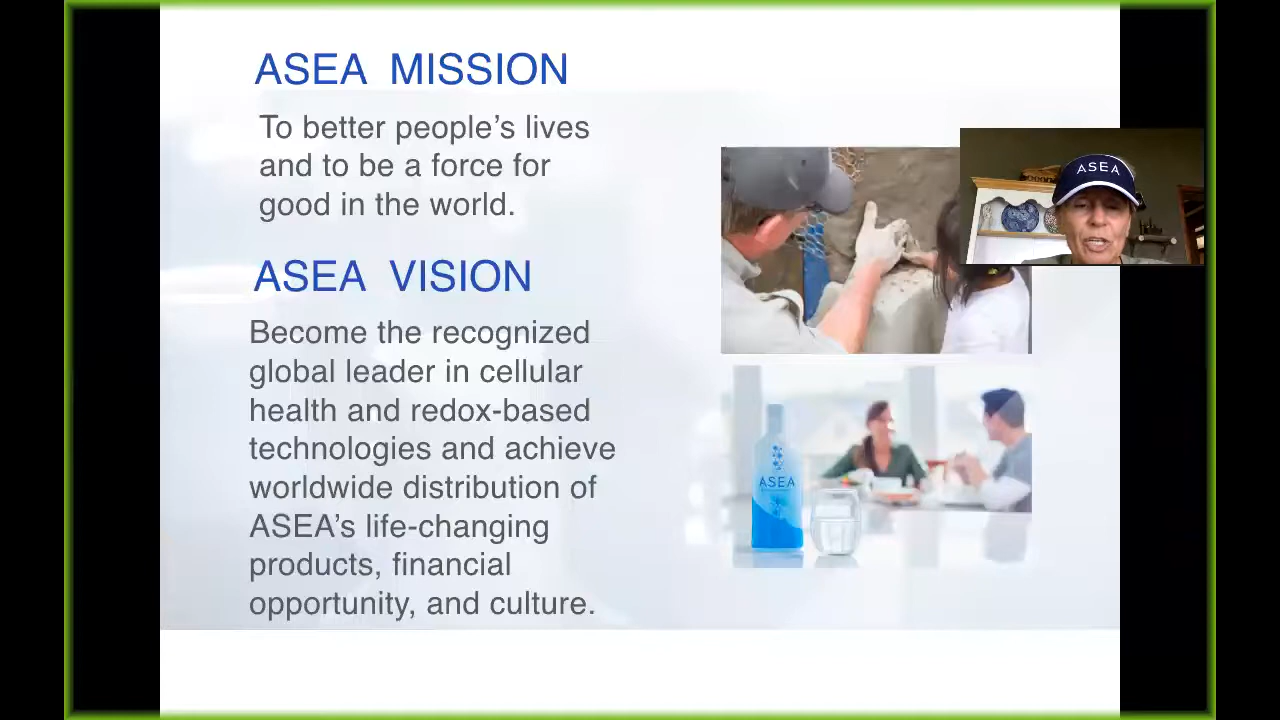 ASEA MISSION
To better people’s lives
and to be a force for
good in the world.
ASEA VISION
Become the recognized
global leader in cellular
health and redox-based
technologies and achieve
worldwide distribution of
ASEA’s life-changing
products, financial
opportunity, and culture.
ASEA
ASEA